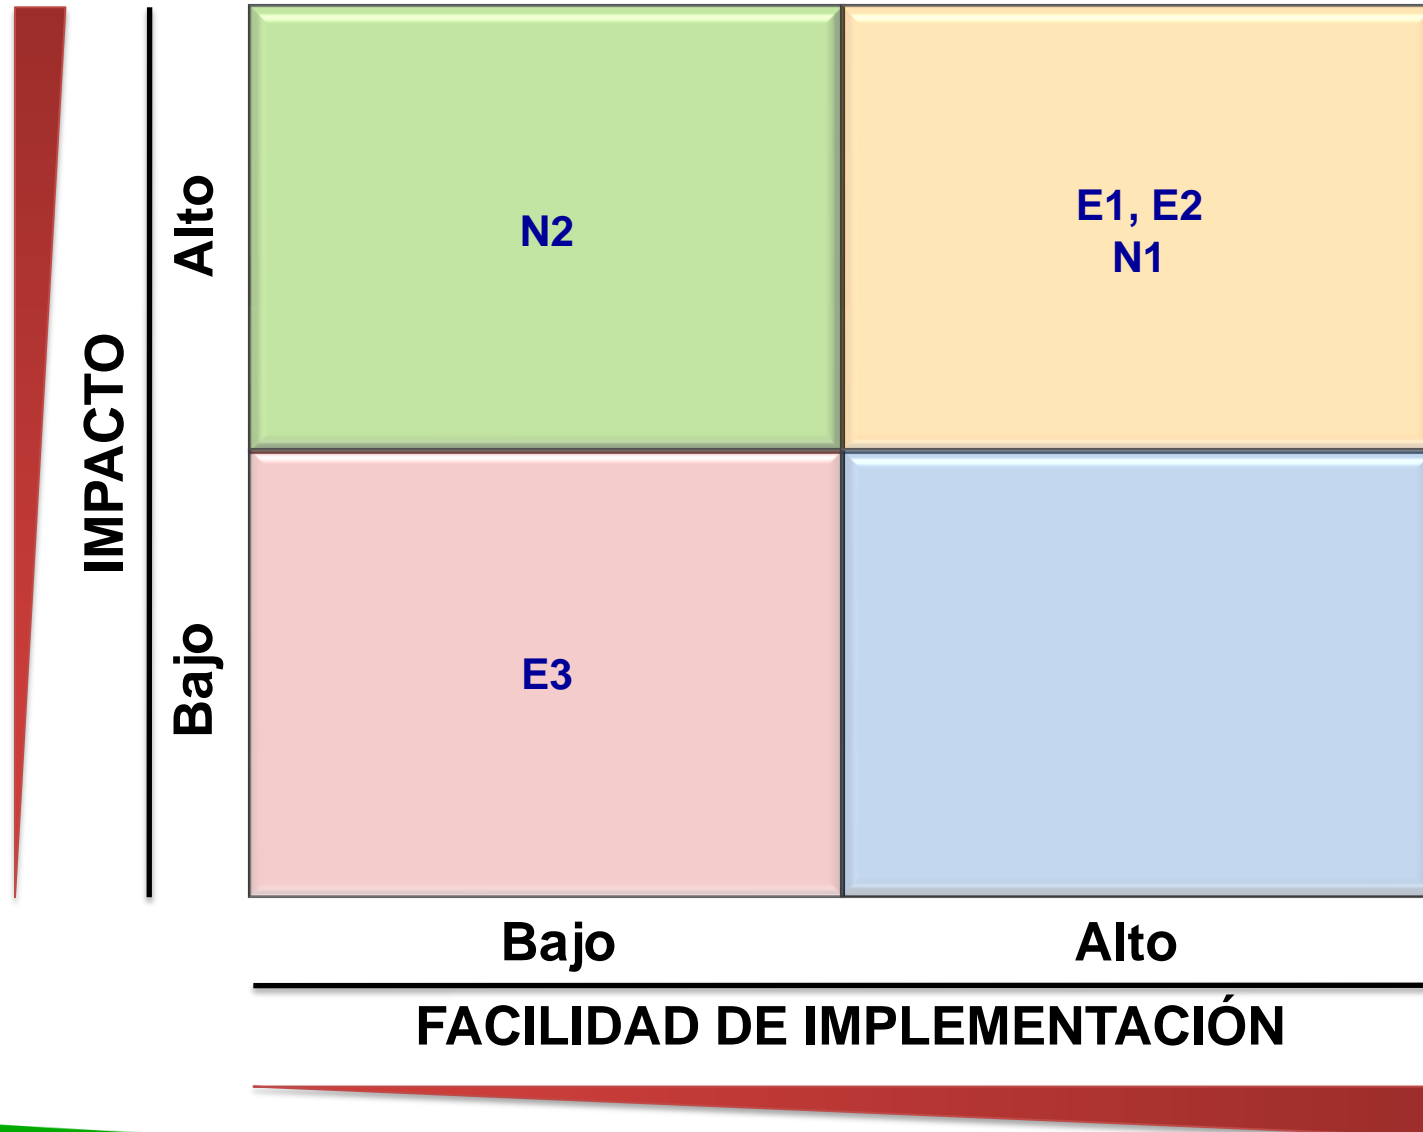 Alto
N2
E1, E2
N1
IMPACTO
Bajo
E3
Bajo
Alto
FACILIDAD DE IMPLEMENTACIÓN